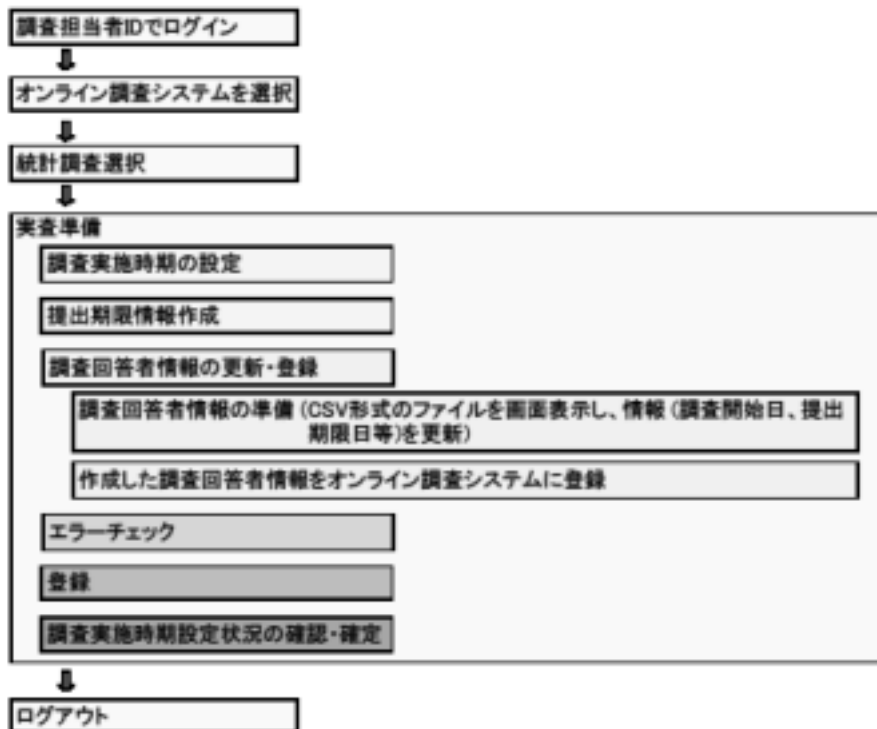 調査担当者IDでログイン
オンライン調査システムを選択
統計調査選択
実査準備
調査実施時期の設定
提出期限情報作成
調査回答者情報の更新・登録
調査回答者情報の準備(CSV形式のファイルを画面表示し、情報(調査開始日、提出
期限日等)を更新)
作成した調査回答者情報をオンライン調査システムに登録
エラーチェック
登録
調査実施時期設定状況の確認・確定
ログアウト